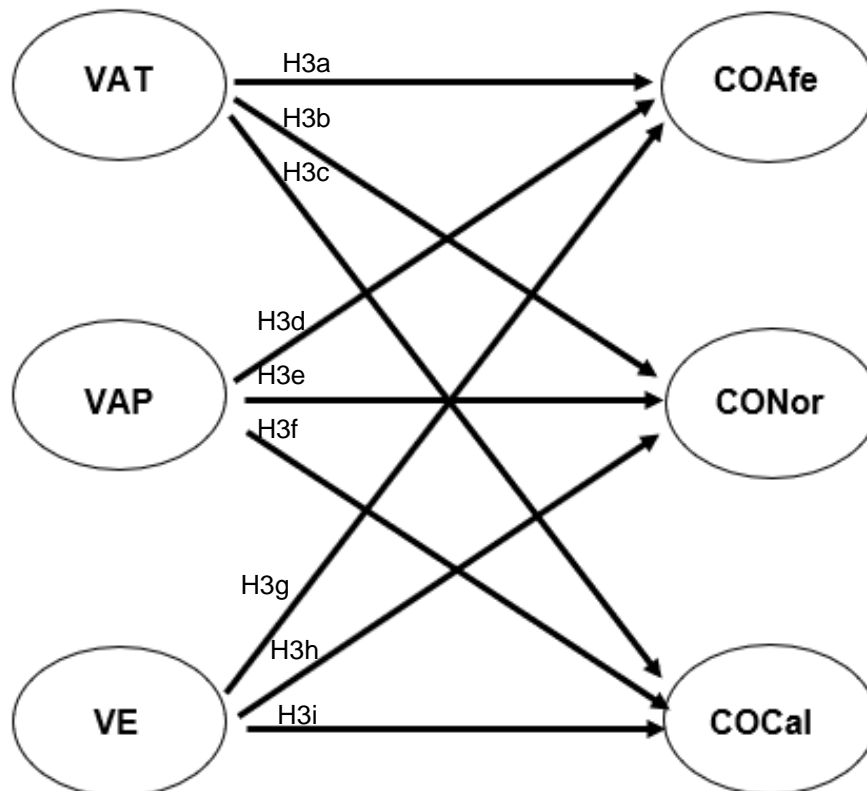 H3a
VAT
COAfe
H3b
H3c
H3d
H3e
VAP
CONor
H3f
H3g
H3h
H3i
VE
COCal